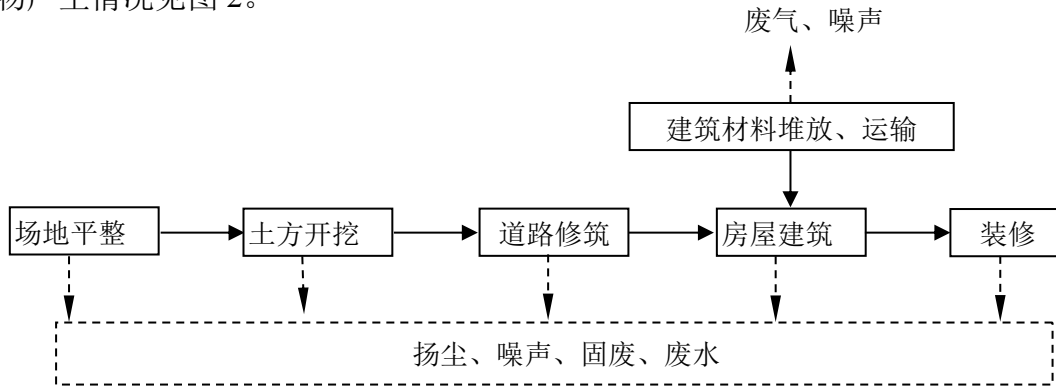 物产生情况见图 2。
废气、噪声
建筑材料堆放、运输
场地平整
土方开挖
道路修筑
房屋建筑
装修
扬尘、噪声、固废、废水